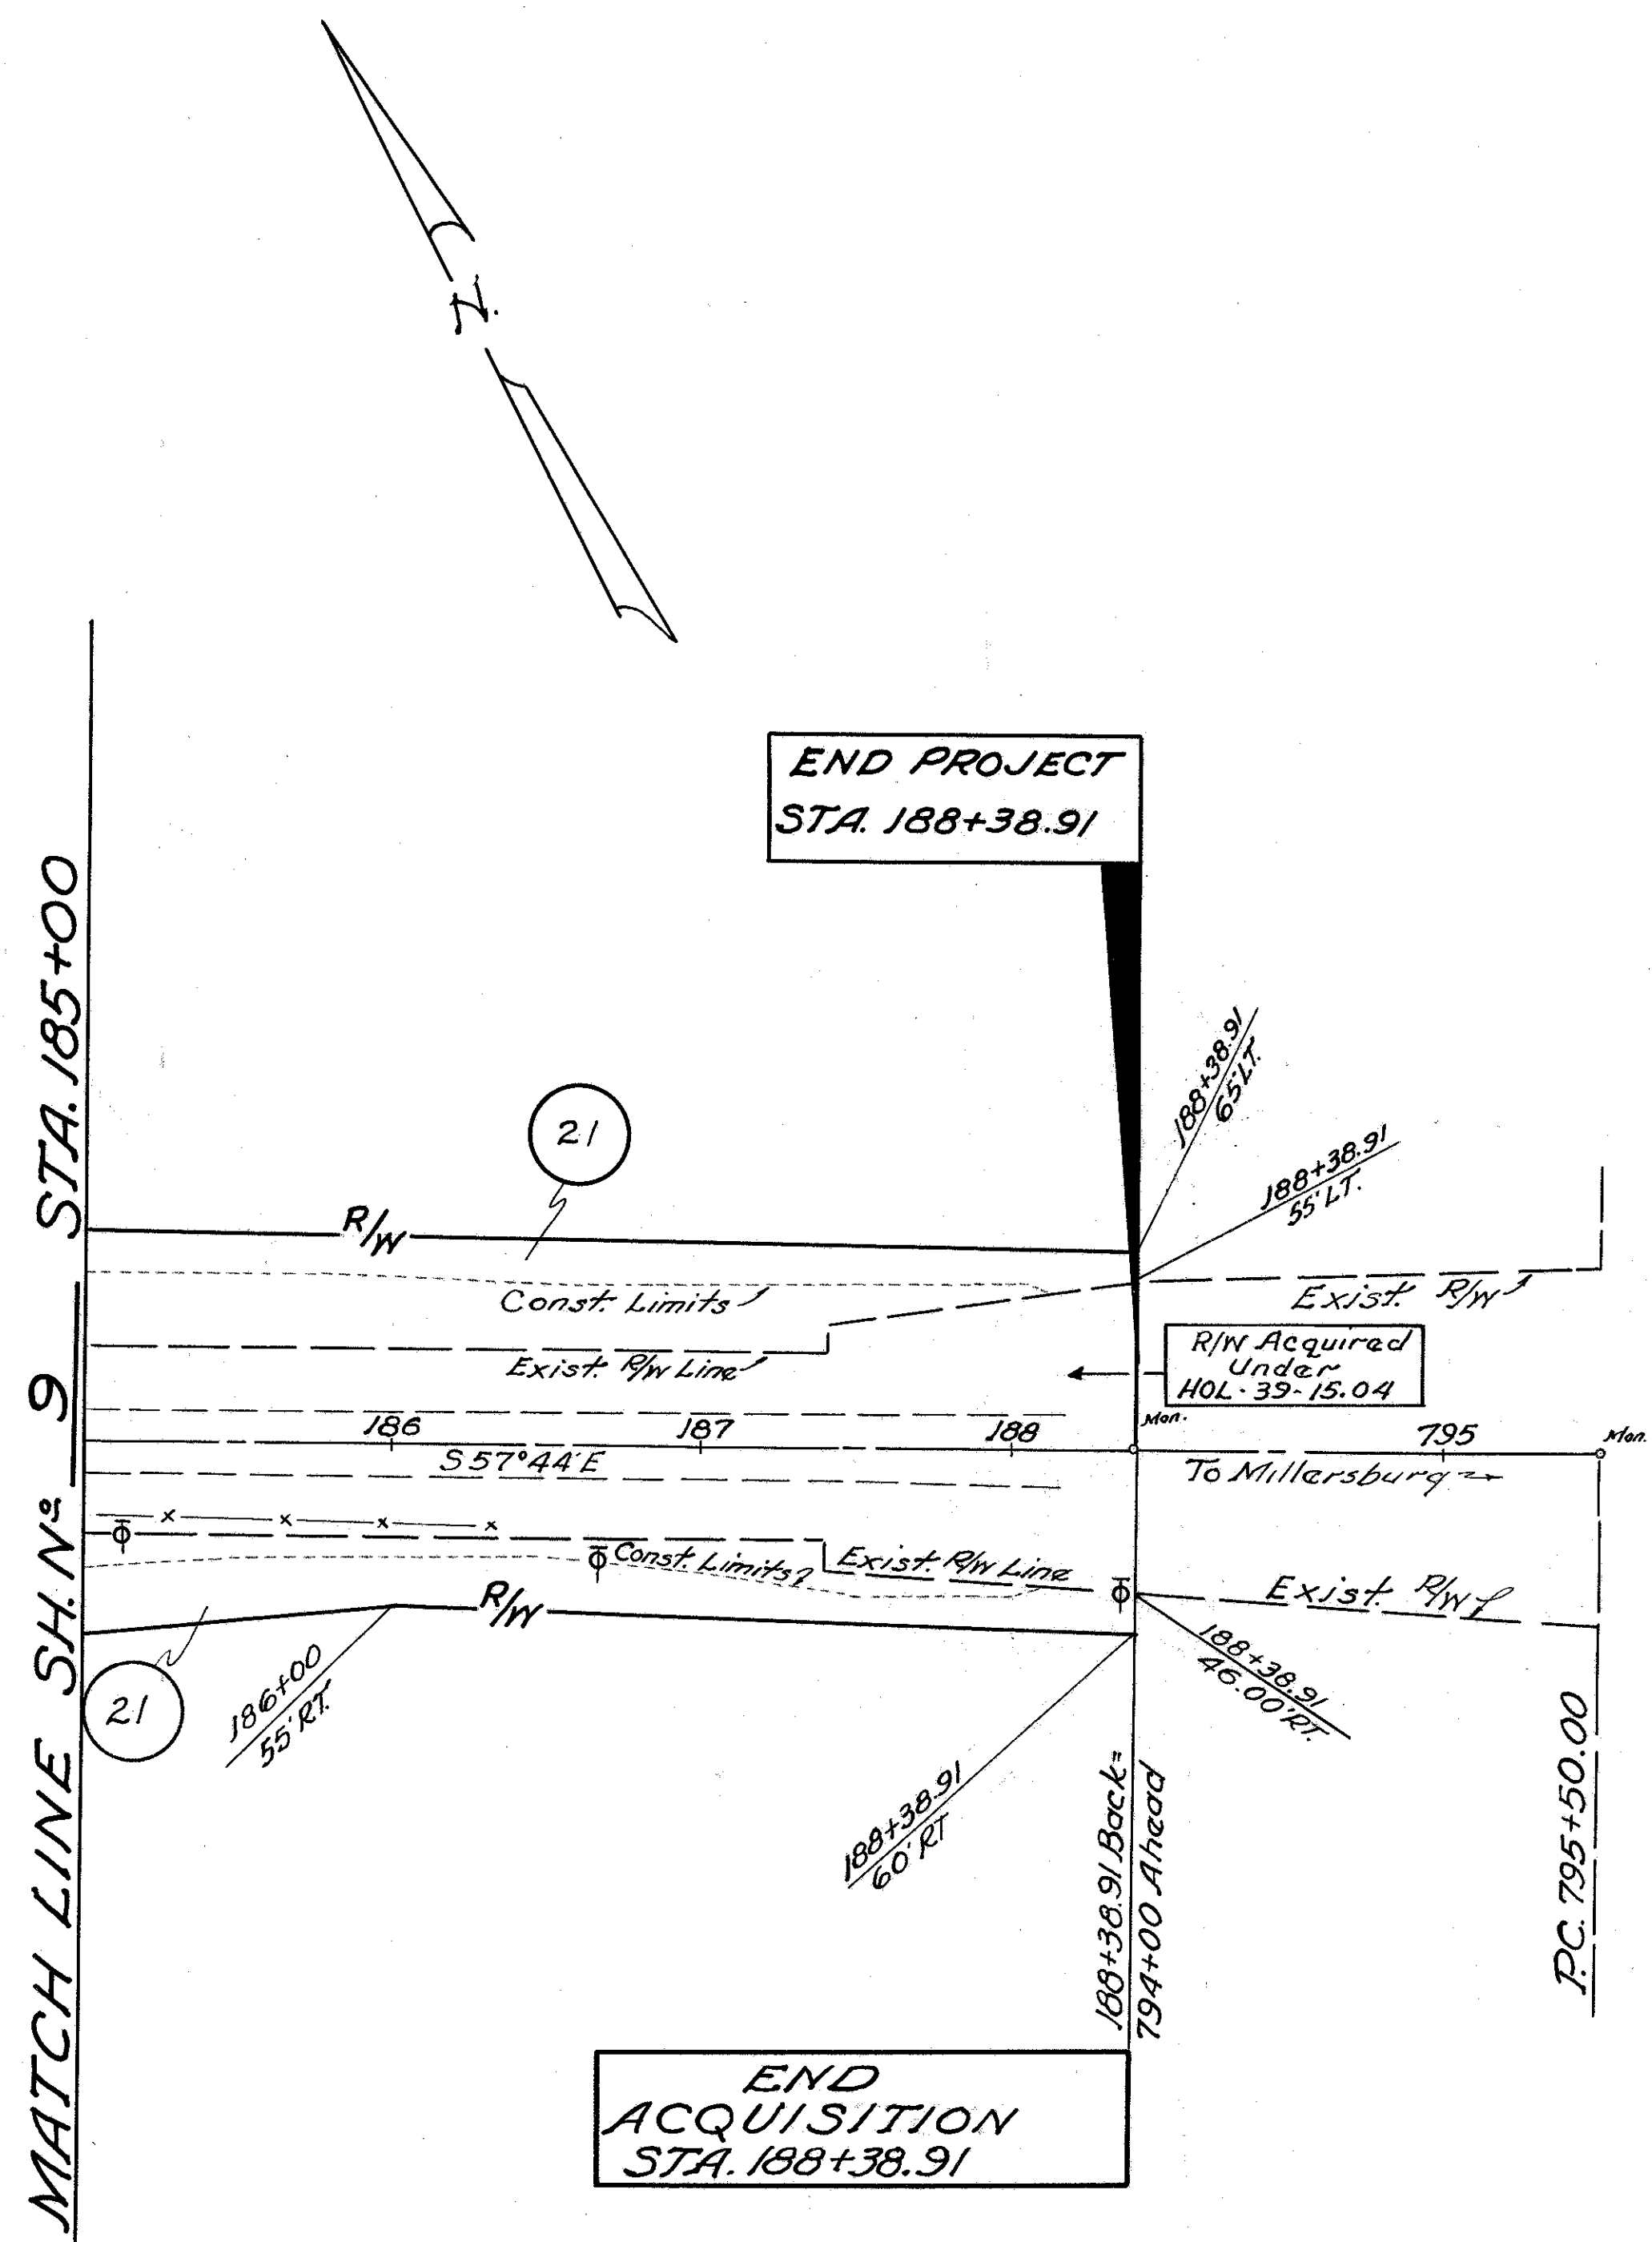 N.
END PROJECT
STA. 188+38.91
MATCH LINE SH. Nº 9 STA. 185+00
188+38.91
65' LT.
188+38.91
55' LT.
21
R/W
Const. Limits
Exist. R/W
Exist. R/W Line
R/W Acquired
Under
HOL-39-15.04
186
187
188
Mon.
795
Mon.
S 57° 44' E
To Millersburg
x x x x
Const. Limits
Exist. R/W Line
Exist. R/W
R/W
21
186+00
55' RT.
188+38.91
46.00' RT.
188+38.91
60' RT
188+38.91 Back=
794+00 Ahead
P.C. 795+50.00
END
ACQUISITION
STA. 188+38.91